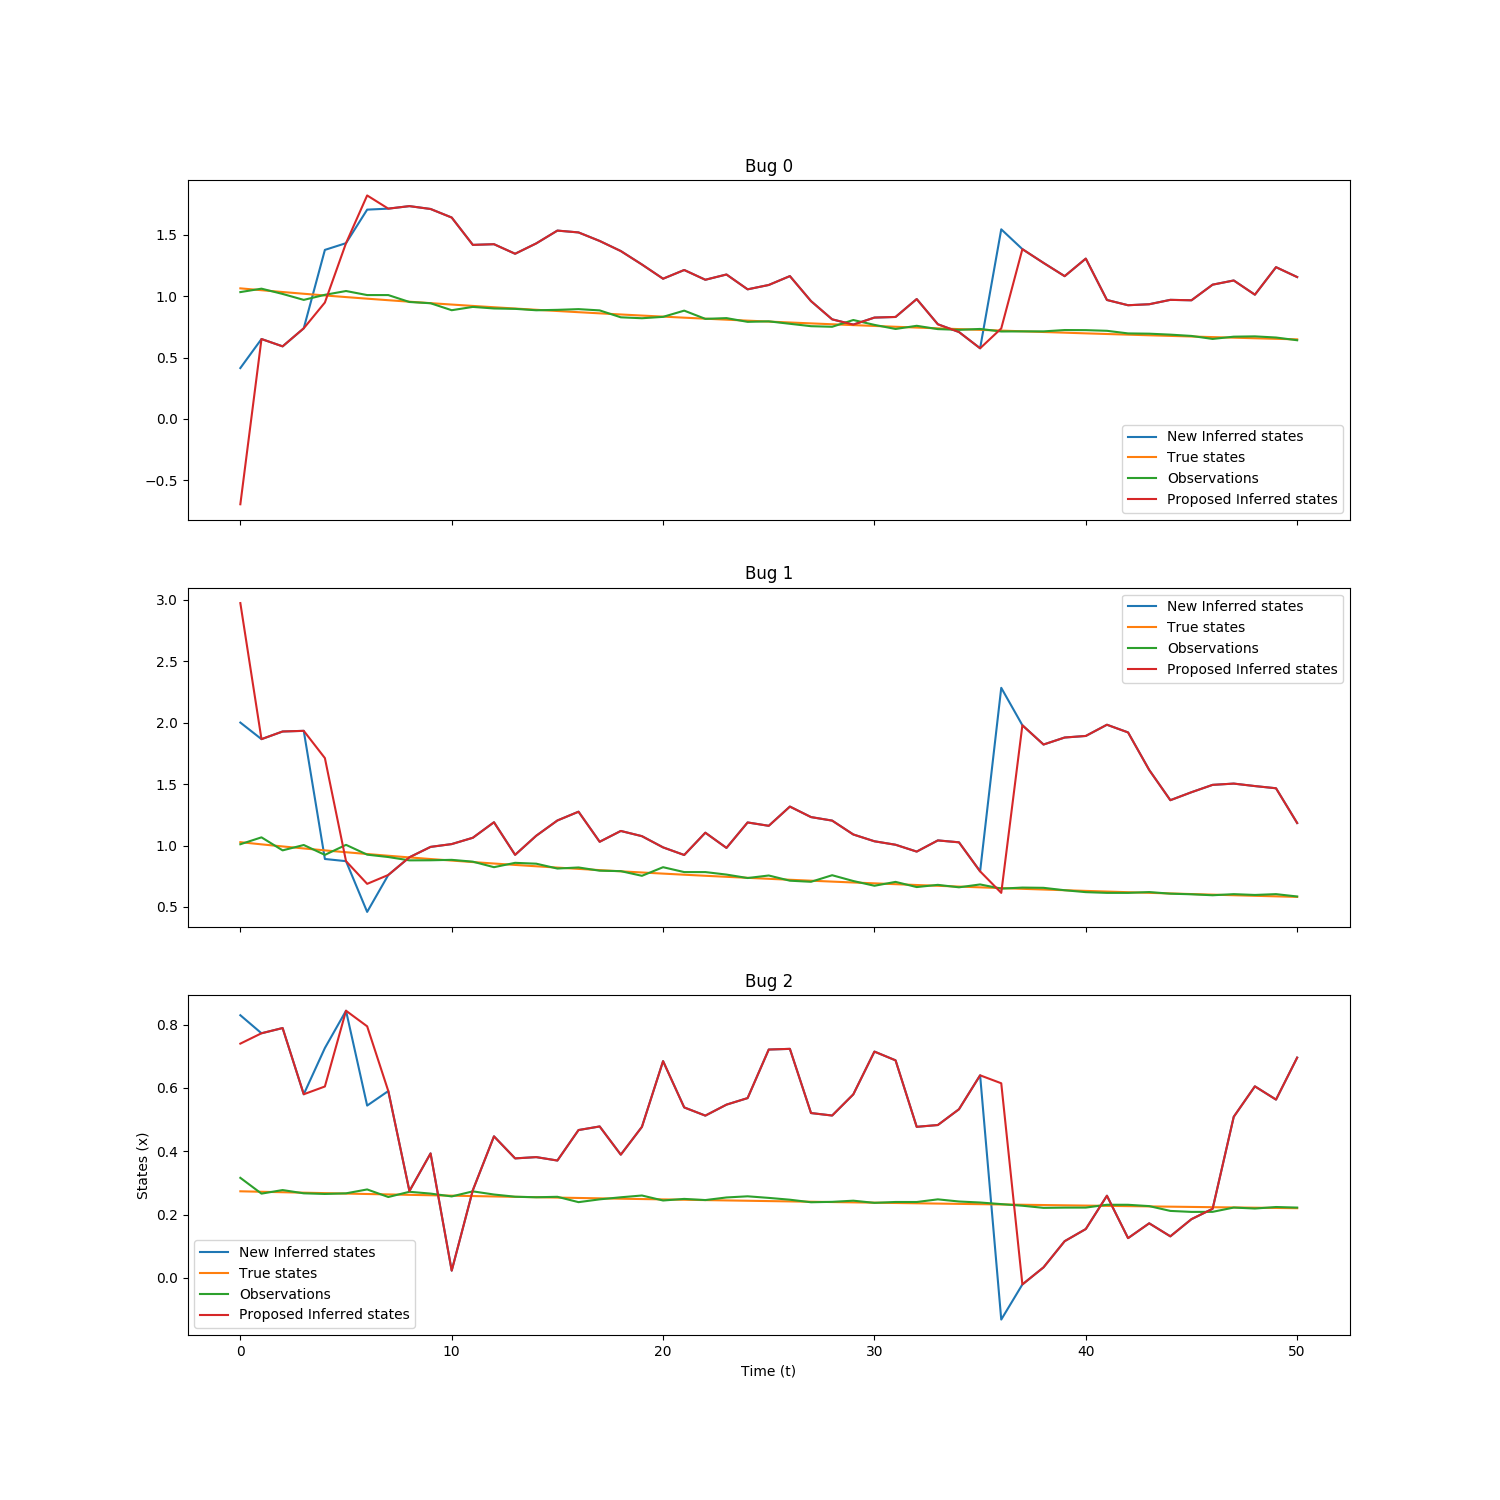 Bug 0
1.5
1.0
0.5
0.0
−0.5
New Inferred states
True states
Observations
Proposed Inferred states
Bug 1
3.0
2.5
2.0
1.5
1.0
0.5
New Inferred states
True states
Observations
Proposed Inferred states
Bug 2
0.8
0.6
0.4
0.2
0.0
States (x)
New Inferred states
True states
Observations
Proposed Inferred states
0 10 20 30 40 50
Time (t)